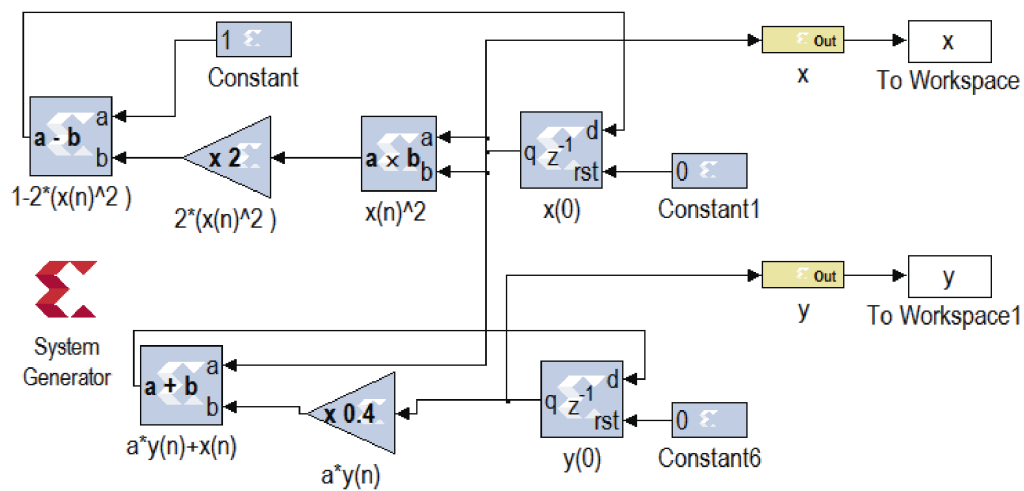 1
Constant
Out
x
x
To Workspace
a - b
a
b
1-2*(x(n)^2 )
x 2
2*(x(n)^2 )
a × b
a
b
x(n)^2
d
q z-1
rst
x(0)
0
Constant1
System
Generator
Out
y
y
To Workspace1
a + b
a
b
a*y(n)+x(n)
x 0.4
a*y(n)
d
q z-1
rst
y(0)
0
Constant6